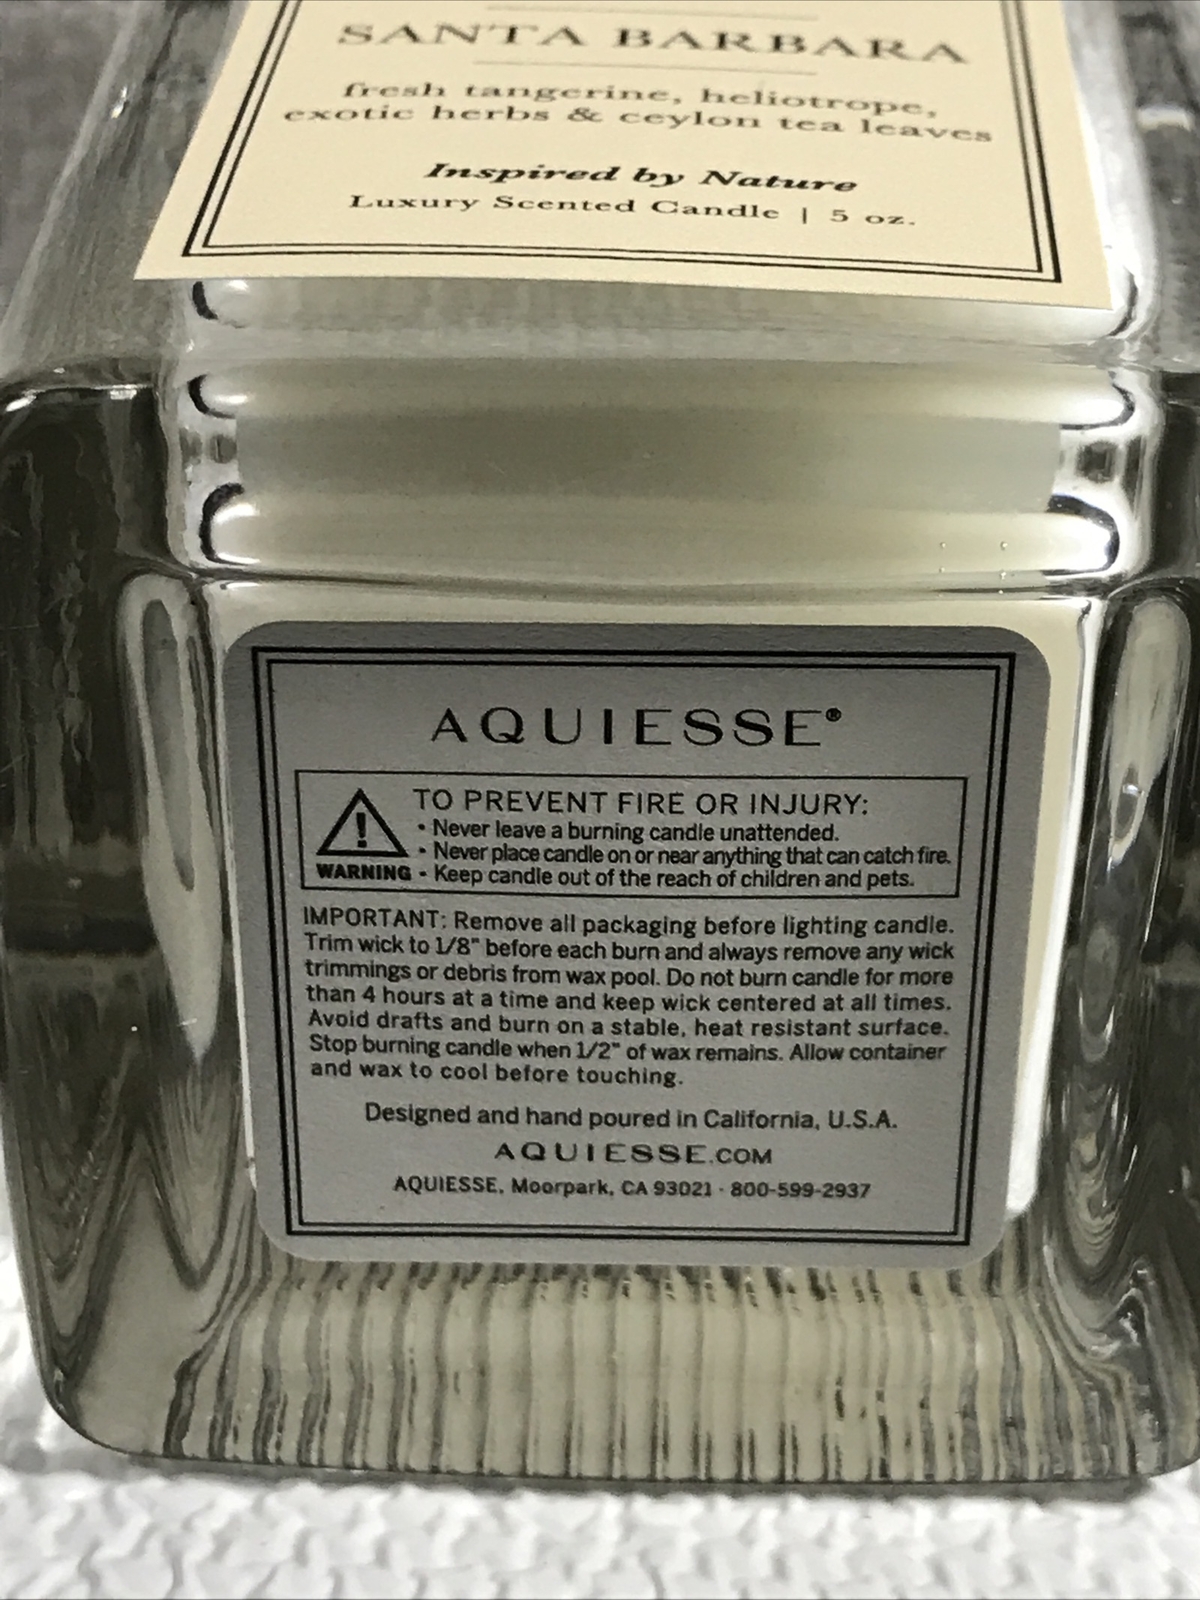 SANTA BARBARA
fresh tangerine, heliotrope,
exotic herbs & ceylon tea leaves
Inspired by Nature
Luxury Scented Candle | 5 oz.
AQUIESSE®
TO PREVENT FIRE OR INJURY:
• Never leave a burning candle unattended.
• Never place candle on or near anything that can catch fire.
WARNING • Keep candle out of the reach of children and pets.
IMPORTANT: Remove all packaging before lighting candle.
Trim wick to 1/8" before each burn and always remove any wick
trimmings or debris from wax pool. Do not burn candle for more
than 4 hours at a time and keep wick centered at all times.
Avoid drafts and burn on a stable, heat resistant surface.
Stop burning candle when 1/2" of wax remains. Allow container
and wax to cool before touching.
Designed and hand poured in California, U.S.A.
AQUIESSE.COM
AQUIESSE, Moorpark, CA 93021 · 800-599-2937